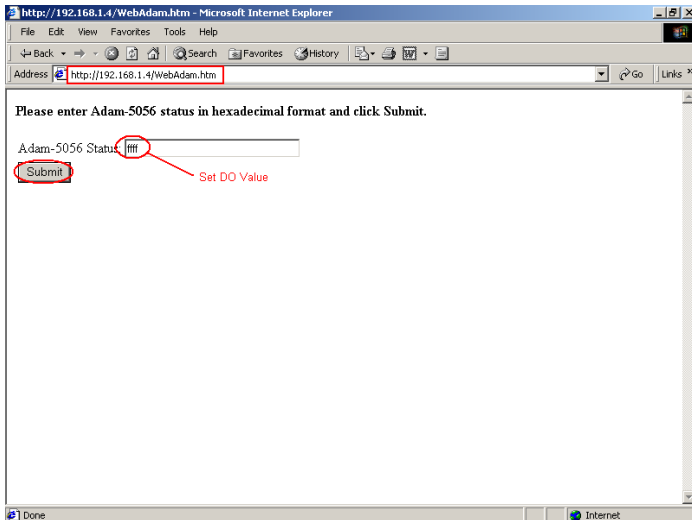 http://192.168.1.4/WebAdam.htm - Microsoft Internet Explorer
File Edit View Favorites Tools Help
Back Search Favorites History
Address http://192.168.1.4/WebAdam.htm Go Links »
Please enter Adam-5056 status in hexadecimal format and click Submit.
Adam-5056 Status: ffff
Submit
Set DO Value
Done Internet